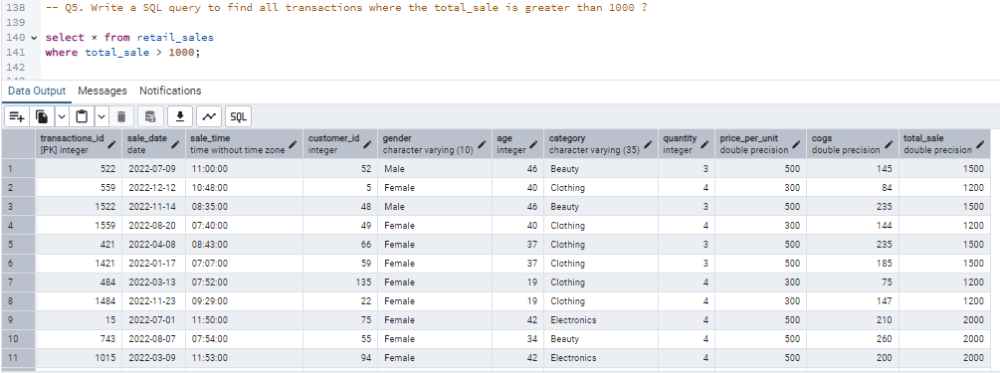 138 -- Q5. Write a SQL query to find all transactions where the total_sale is greater than 1000 ?
139
140 select * from retail_sales
141 where total_sale > 1000;
142
Data Output Messages Notifications
SQL
transactions_id sale_date sale_time customer_id gender age category quantity price_per_unit cogs total_sale
[PK] integer date time without time zone integer character varying (10) integer character varying (35) integer double precision double precision double precision
1 522 2022-07-09 11:00:00 52 Male 46 Beauty 3 500 145 1500
2 559 2022-12-12 10:48:00 5 Female 40 Clothing 4 300 84 1200
3 1522 2022-11-14 08:35:00 48 Male 46 Beauty 3 500 235 1500
4 1559 2022-08-20 07:40:00 49 Female 40 Clothing 4 300 144 1200
5 421 2022-04-08 08:43:00 66 Female 37 Clothing 3 500 235 1500
6 1421 2022-01-17 07:07:00 59 Female 37 Clothing 3 500 185 1500
7 484 2022-03-13 07:52:00 135 Female 19 Clothing 4 300 75 1200
8 1484 2022-11-23 09:29:00 22 Female 19 Clothing 4 300 147 1200
9 15 2022-07-01 11:50:00 75 Female 42 Electronics 4 500 210 2000
10 743 2022-08-07 07:54:00 55 Female 34 Beauty 4 500 260 2000
11 1015 2022-03-09 11:53:00 94 Female 42 Electronics 4 500 200 2000